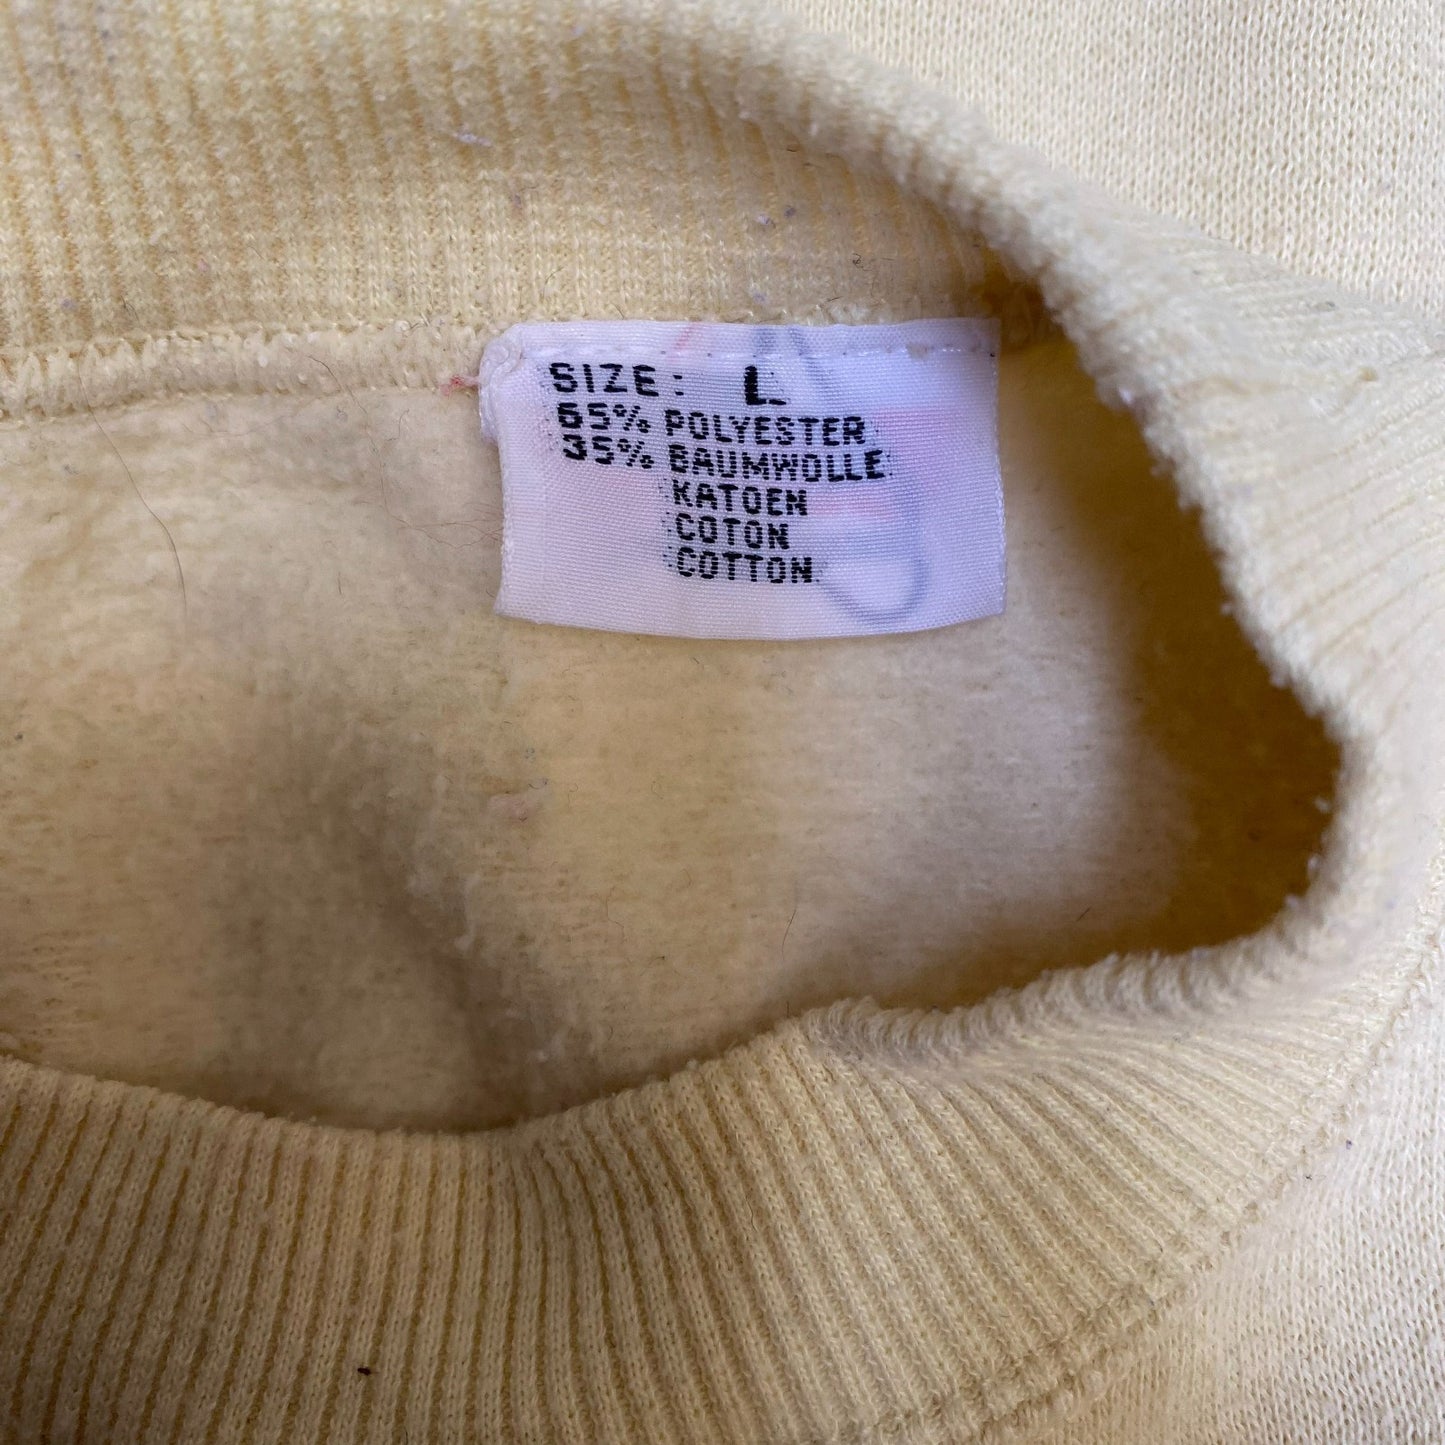 SIZE: L
65% POLYESTER
35% BAUMWOLLE
KATOEN
COTON
COTTON